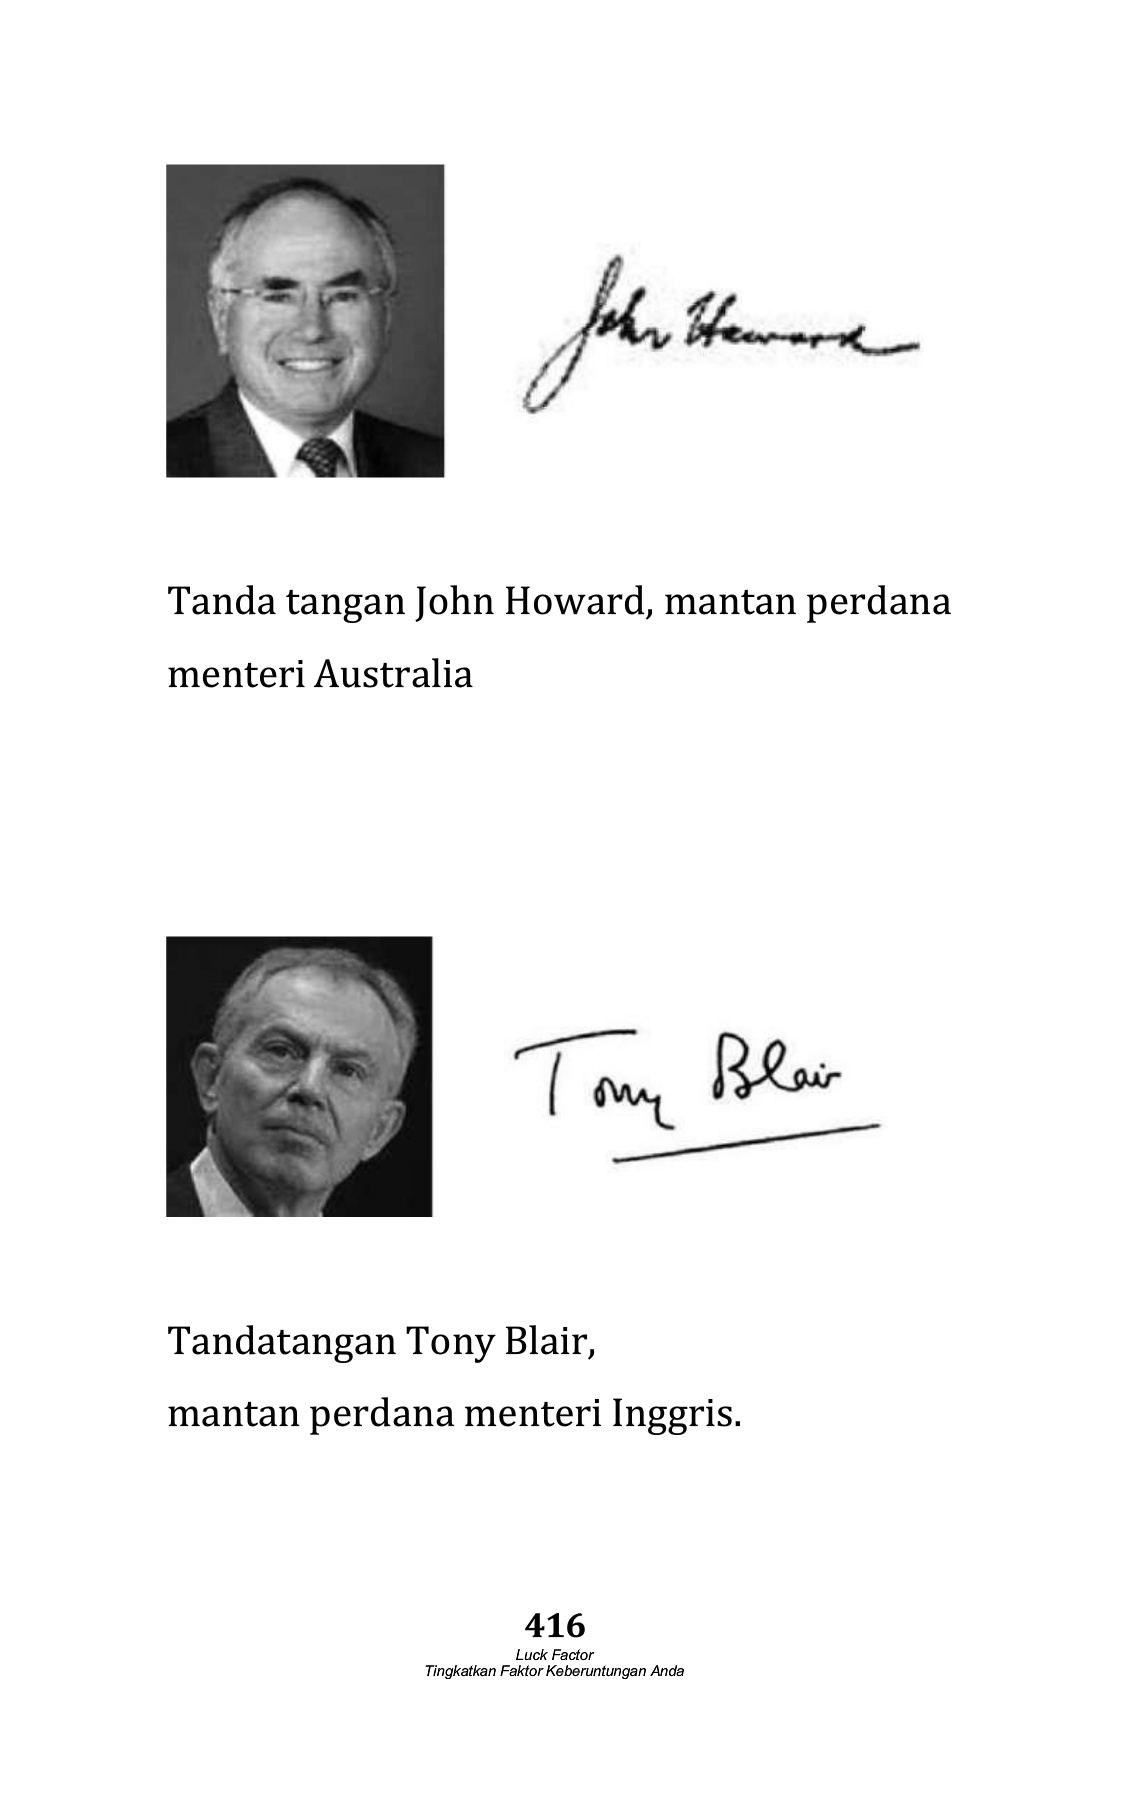 John Howard
Tanda tangan John Howard, mantan perdana
menteri Australia
Tony Blair
Tandatangan Tony Blair,
mantan perdana menteri Inggris.
416
Luck Factor
Tingkatkan Faktor Keberuntungan Anda